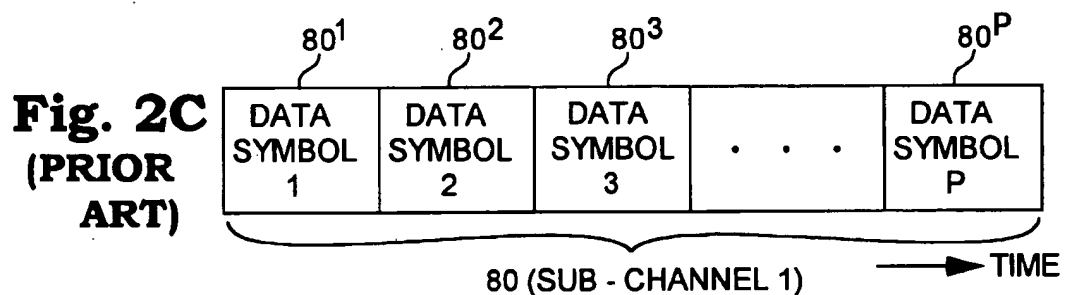 80¹ 80² 80³ 80ᴾ
Fig. 2C
(PRIOR
ART)
DATA
SYMBOL
1
DATA
SYMBOL
2
DATA
SYMBOL
3
. . .
DATA
SYMBOL
P
80 (SUB - CHANNEL 1)
TIME